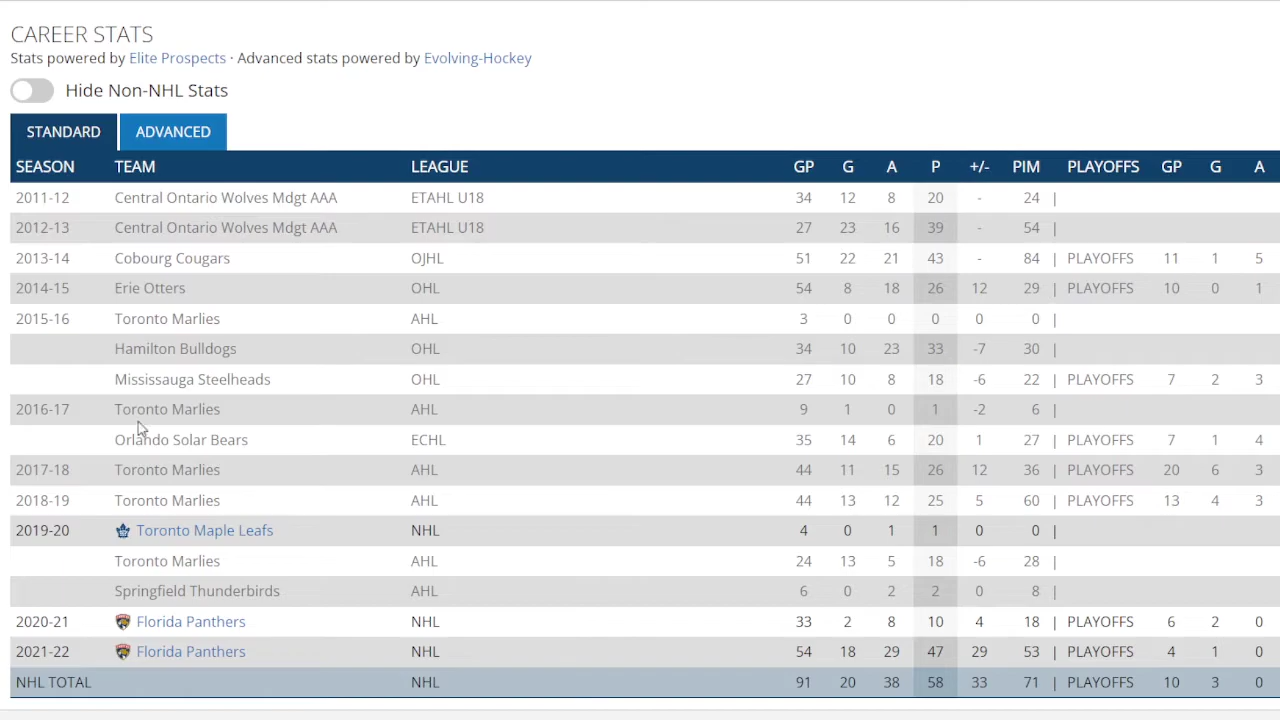 CAREER STATS
Stats powered by Elite Prospects · Advanced stats powered by Evolving-Hockey
Hide Non-NHL Stats
STANDARD ADVANCED
SEASON TEAM LEAGUE GP G A P +/- PIM PLAYOFFS GP G A
2011-12 Central Ontario Wolves Mdgt AAA ETAHL U18 34 12 8 20 - 24 |
2012-13 Central Ontario Wolves Mdgt AAA ETAHL U18 27 23 16 39 - 54 |
2013-14 Cobourg Cougars OJHL 51 22 21 43 - 84 | PLAYOFFS 11 1 5
2014-15 Erie Otters OHL 54 8 18 26 12 29 | PLAYOFFS 10 0 1
2015-16 Toronto Marlies AHL 3 0 0 0 0 0 |
Hamilton Bulldogs OHL 34 10 23 33 -7 30 |
Mississauga Steelheads OHL 27 10 8 18 -6 22 | PLAYOFFS 7 2 3
2016-17 Toronto Marlies AHL 9 1 0 1 -2 6 |
Orlando Solar Bears ECHL 35 14 6 20 1 27 | PLAYOFFS 7 1 4
2017-18 Toronto Marlies AHL 44 11 15 26 12 36 | PLAYOFFS 20 6 3
2018-19 Toronto Marlies AHL 44 13 12 25 5 60 | PLAYOFFS 13 4 3
2019-20 Toronto Maple Leafs NHL 4 0 1 1 0 0 |
Toronto Marlies AHL 24 13 5 18 -6 28 |
Springfield Thunderbirds AHL 6 0 2 2 0 8 |
2020-21 Florida Panthers NHL 33 2 8 10 4 18 | PLAYOFFS 6 2 0
2021-22 Florida Panthers NHL 54 18 29 47 29 53 | PLAYOFFS 4 1 0
NHL TOTAL NHL 91 20 38 58 33 71 | PLAYOFFS 10 3 0